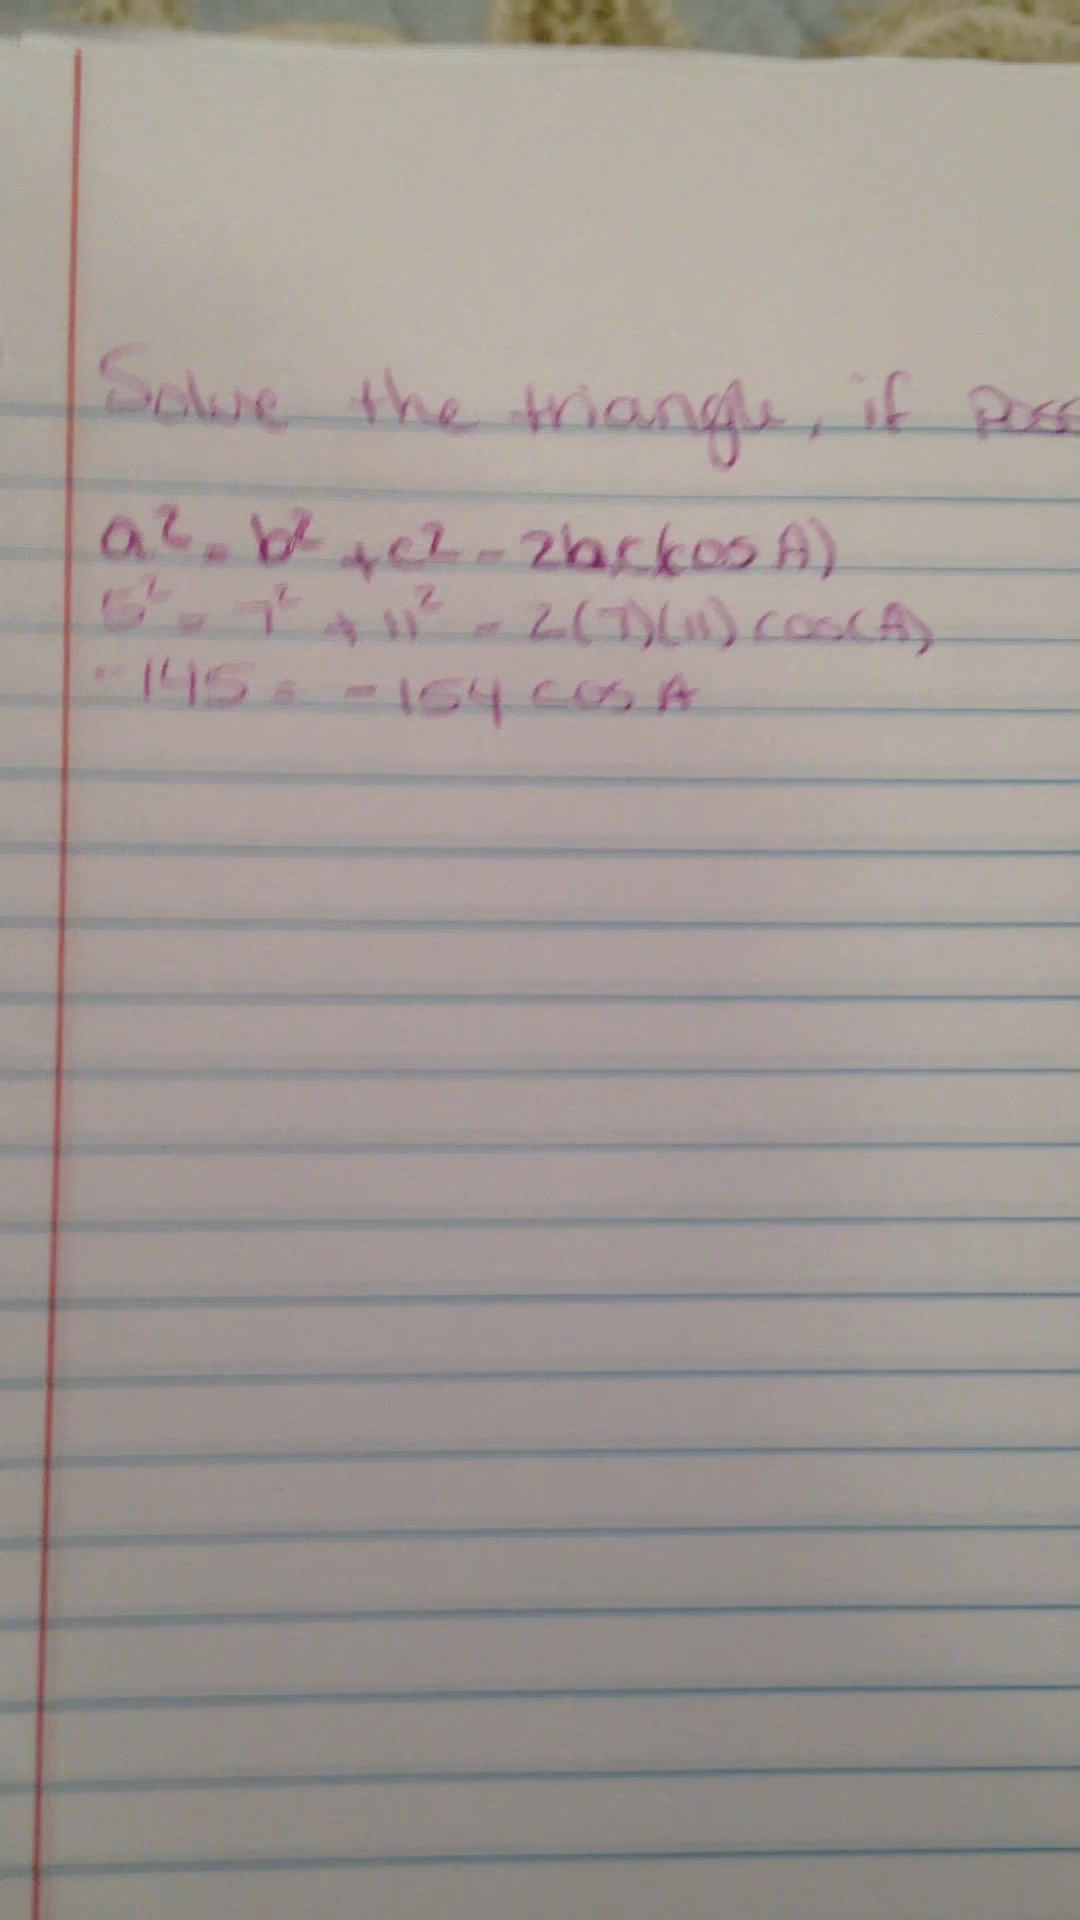 Solve the triangle, if poss
a² = b² + c² - 2bc(cos A)
5² = 7² + 11² - 2(7)(11) cos(A)
-145 = -154 cos A